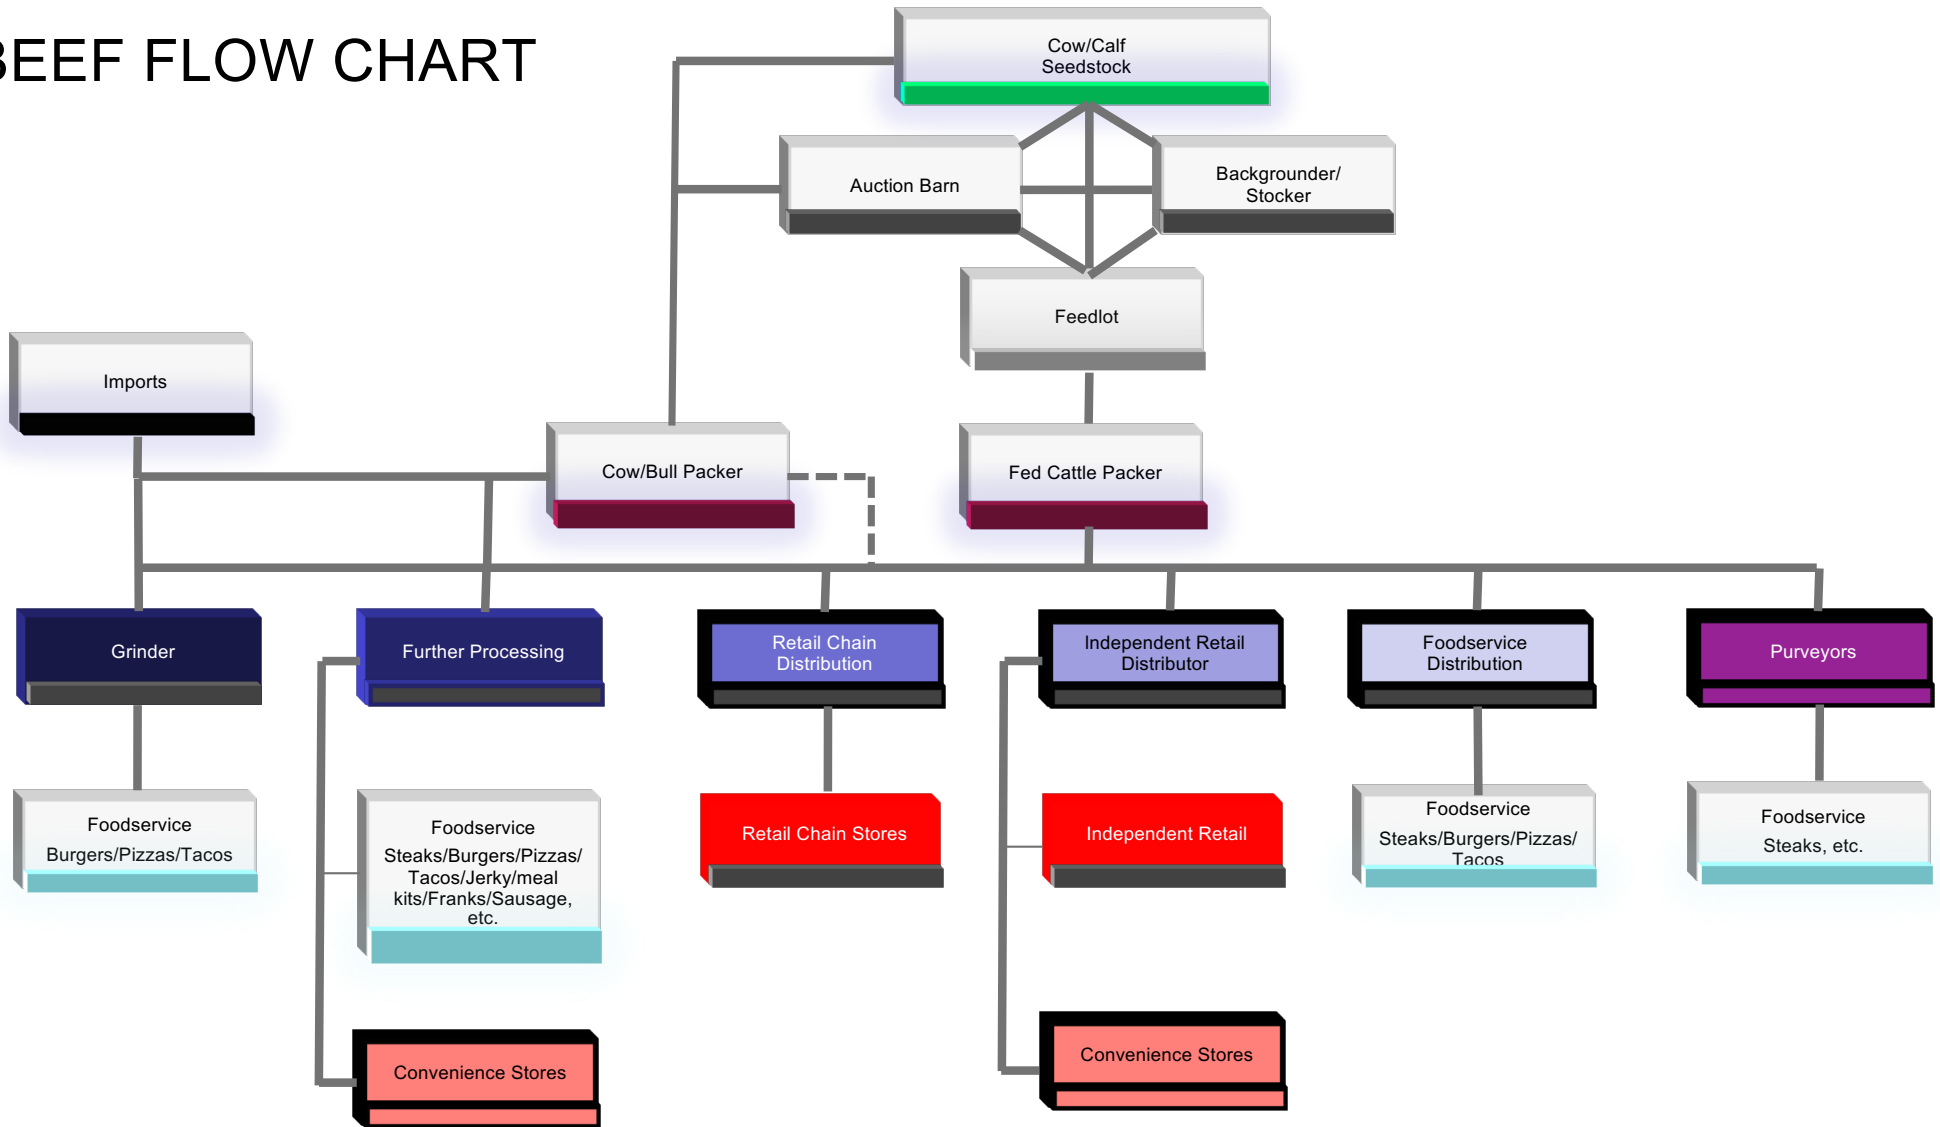 BEEF FLOW CHART
Cow/Calf
Seedstock
Auction Barn
Backgrounder/
Stocker
Feedlot
Imports
Cow/Bull Packer
Fed Cattle Packer
Grinder
Further Processing
Retail Chain
Distribution
Independent Retail
Distributor
Foodservice
Distribution
Purveyors
Foodservice
Burgers/Pizzas/Tacos
Foodservice
Steaks/Burgers/Pizzas/
Tacos/Jerky/meal
kits/Franks/Sausage,
etc.
Retail Chain Stores
Independent Retail
Foodservice
Steaks/Burgers/Pizzas/
Tacos
Foodservice
Steaks, etc.
Convenience Stores
Convenience Stores